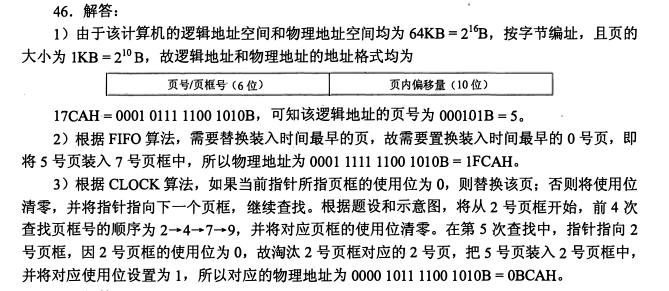 46．解答：
1）由于该计算机的逻辑地址空间和物理地址空间均为 64KB = 2¹⁶B，按字节编址，且页的
大小为 1KB = 2¹⁰ B，故逻辑地址和物理地址的地址格式均为
页号/页框号（6 位） 页内偏移量（10 位）
17CAH = 0001 0111 1100 1010B，可知该逻辑地址的页号为 000101B = 5。
2）根据 FIFO 算法，需要替换装入时间最早的页，故需要置换装入时间最早的 0 号页，即
将 5 号页装入 7 号页框中，所以物理地址为 0001 1111 1100 1010B = 1FCAH。
3）根据 CLOCK 算法，如果当前指针所指页框的使用位为 0，则替换该页；否则将使用位
清零，并将指针指向下一个页框，继续查找。根据题设和示意图，将从 2 号页框开始，前 4 次
查找页框号的顺序为 2→4→7→9，并将对应页框的使用位清零。在第 5 次查找中，指针指向 2
号页框，因 2 号页框的使用位为 0，故淘汰 2 号页框对应的 2 号页，把 5 号页装入 2 号页框中，
并将对应使用位设置为 1，所以对应的物理地址为 0000 1011 1100 1010B = 0BCAH。